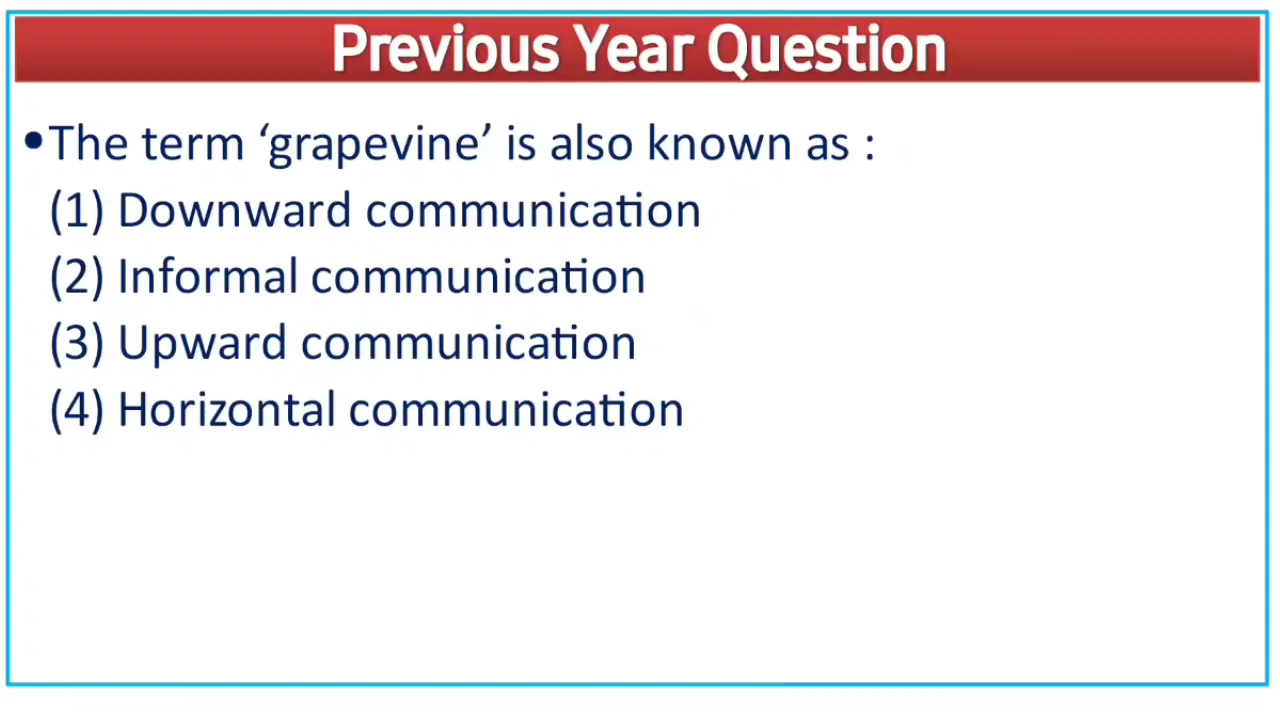 Previous Year Question
•The term ‘grapevine’ is also known as :
(1) Downward communication
(2) Informal communication
(3) Upward communication
(4) Horizontal communication